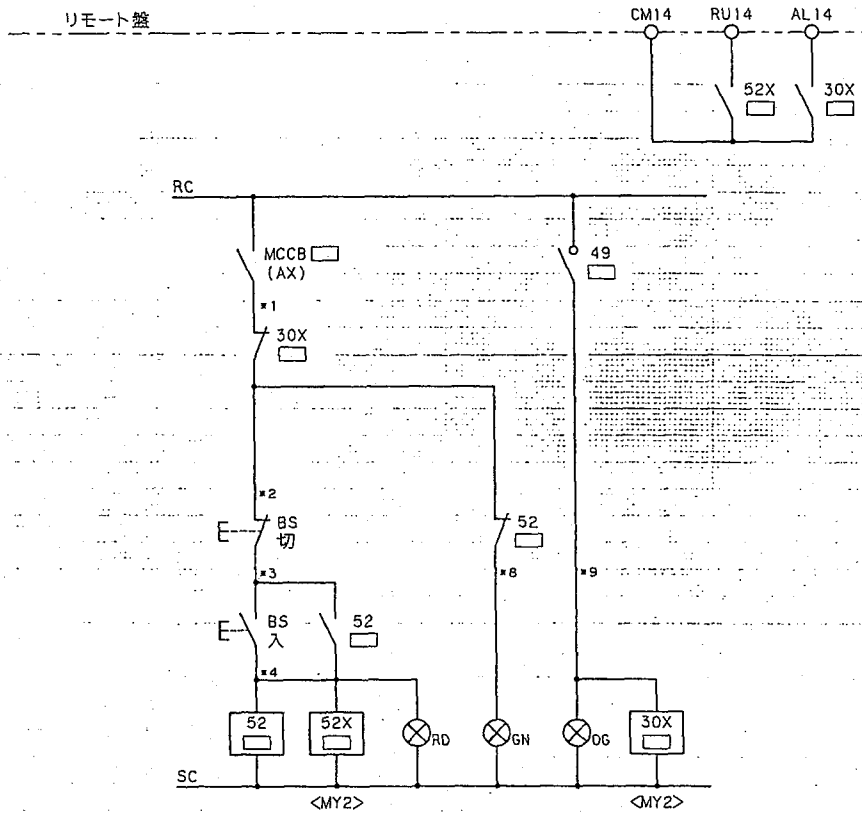 リモート盤
CM14 RU14 AL14
52X 30X
RC
MCCB
(AX)
49
*1
30X
*2
BS
切
52
*3
*8
*9
BS
入
52
*4
52
52X
RD
GN
OG
30X
SC
<MY2>
<MY2>